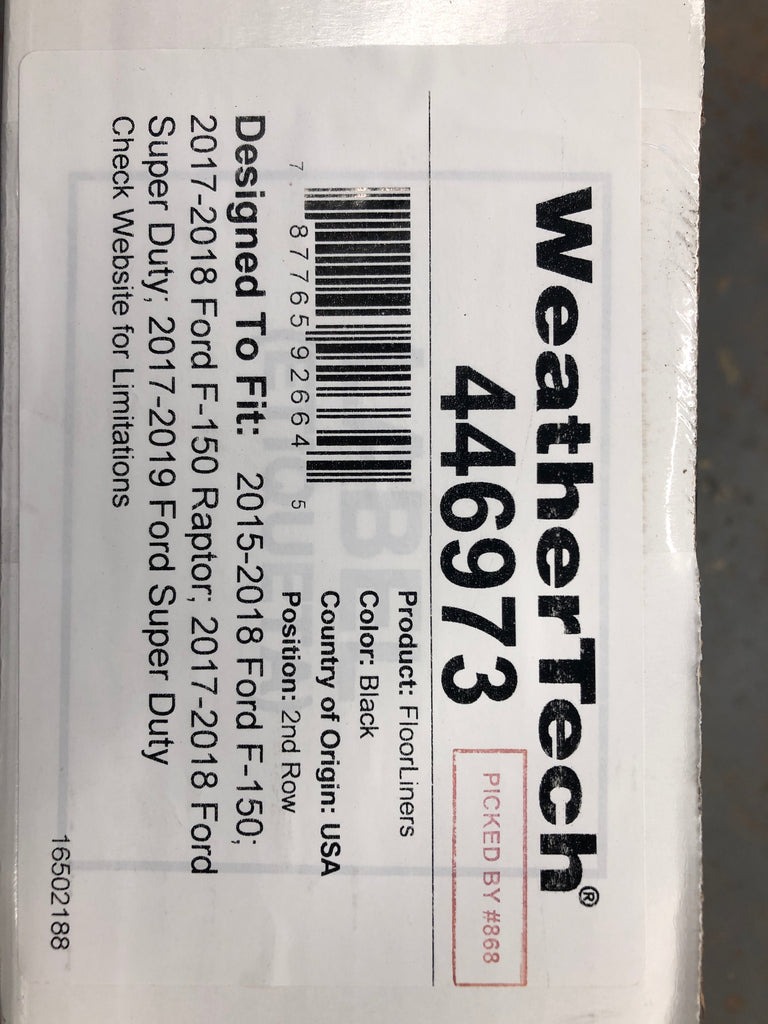 WeatherTech®
446973
PICKED BY #868
Product: FloorLiners
Color: Black
Country of Origin: USA
Position: 2nd Row
7 87765 92664 5
Designed To Fit: 2015-2018 Ford F-150;
2017-2018 Ford F-150 Raptor; 2017-2018 Ford
Super Duty; 2017-2019 Ford Super Duty
Check Website for Limitations
16502188